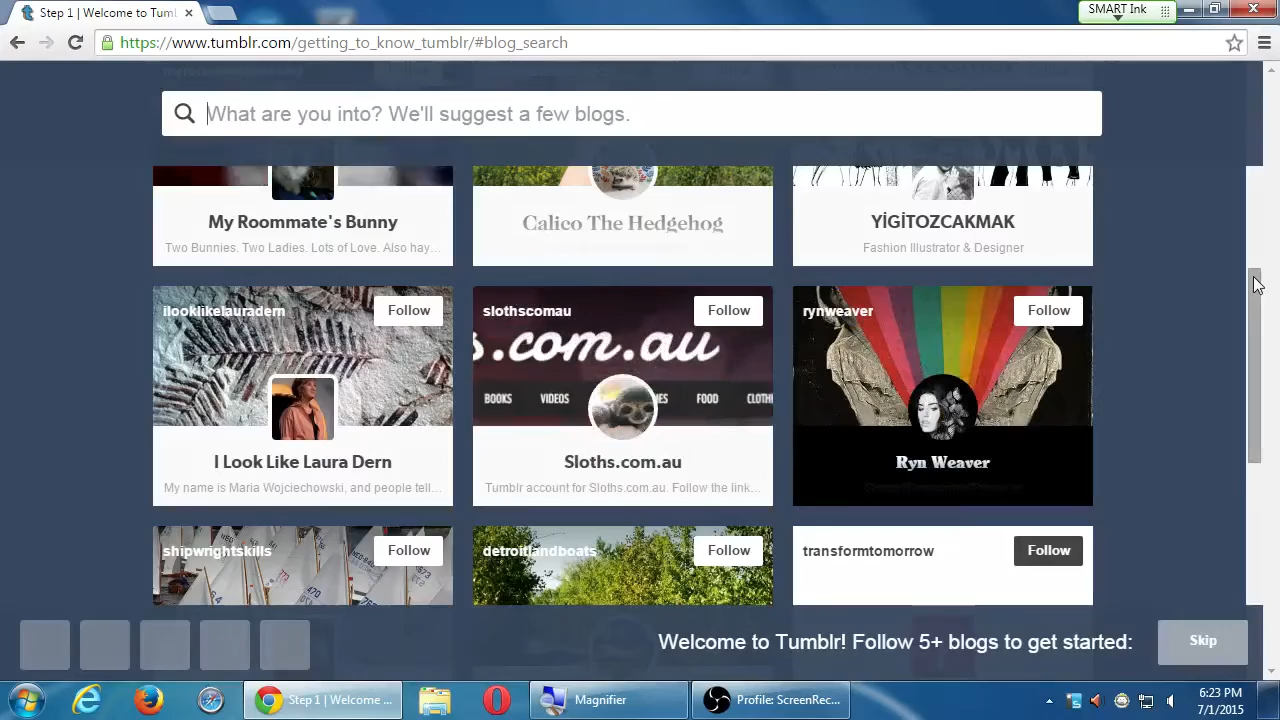 Step 1 | Welcome to Tuml
SMART Ink
https://www.tumblr.com/getting_to_know_tumblr/#blog_search
What are you into? We'll suggest a few blogs.
My Roommate's Bunny
Calico The Hedgehog
YİGİTOZCAKMAK
Two Bunnies. Two Ladies. Lots of Love. Also hay…
Fashion Illustrator & Designer
ilooklikelauradern
Follow
slothscomau
Follow
rynweaver
Follow
s.com.au
BOOKS VIDEOS ES FOOD CLOTHI
I Look Like Laura Dern
Sloths.com.au
Ryn Weaver
My name is Maria Wojciechowski, and people tell…
Tumblr account for Sloths.com.au. Follow the link…
shipwrightskills
Follow
detroitlandboats
Follow
transformtomorrow
Follow
Welcome to Tumblr! Follow 5+ blogs to get started:
Skip
Step 1 | Welcome ...
Magnifier
Profile: ScreenRec...
6:23 PM
7/1/2015